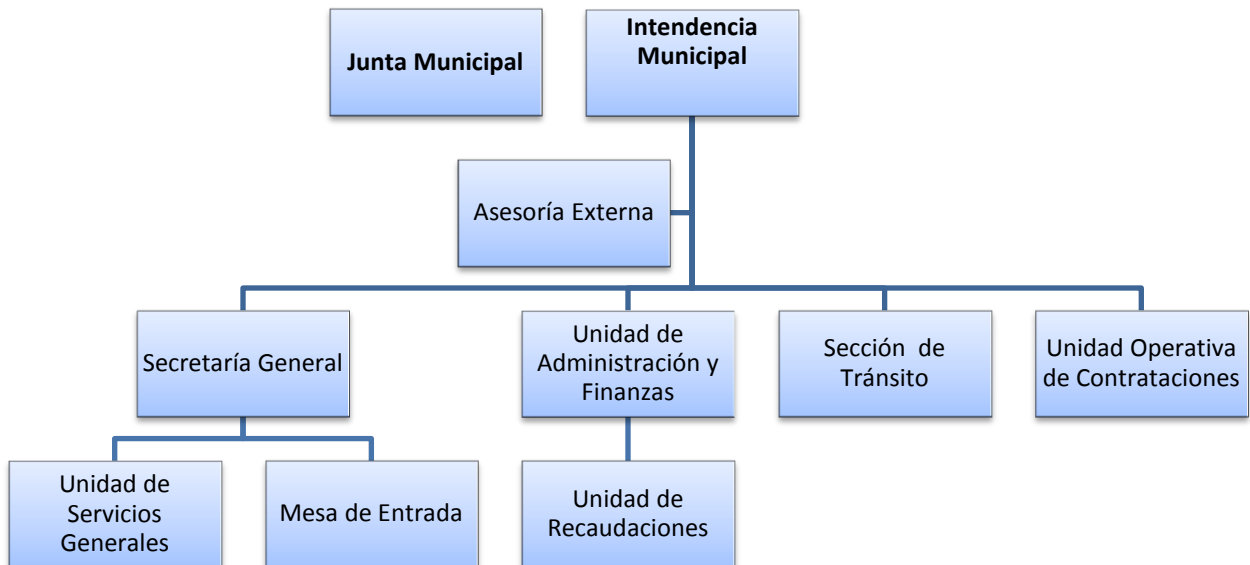 Junta Municipal
Intendencia
Municipal
Asesoría Externa
Secretaría General
Unidad de
Administración y
Finanzas
Sección de
Tránsito
Unidad Operativa
de Contrataciones
Unidad de
Servicios
Generales
Mesa de Entrada
Unidad de
Recaudaciones